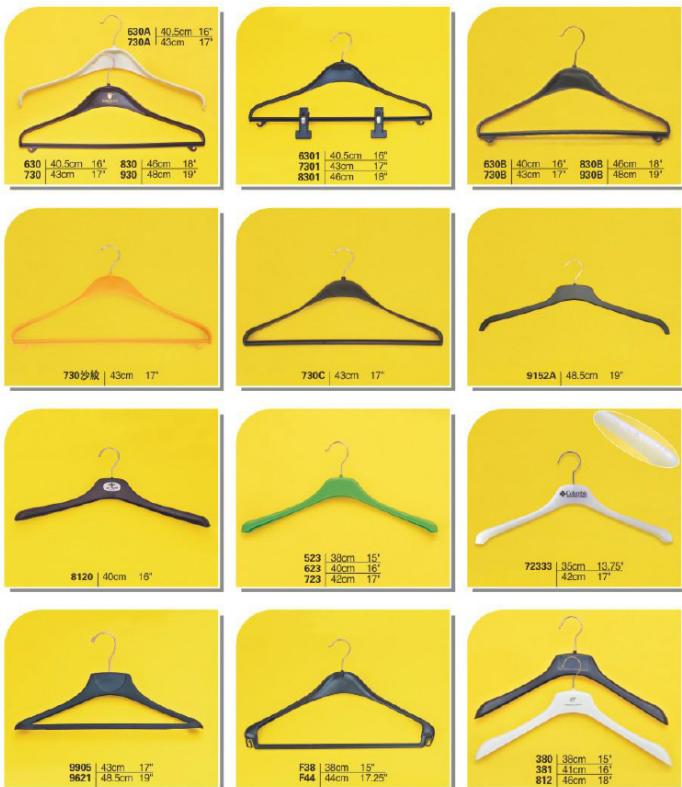 630A 40.5cm 16"
730A 43cm 17"
630 40.5cm 16" 830 46cm 18"
730 43cm 17" 930 48cm 19"
6301 40.5cm 16"
7301 43cm 17"
8301 46cm 18"
630B 40cm 16" 830B 46cm 18"
730B 43cm 17" 930B 48cm 19"
730沙紋 43cm 17"
730C 43cm 17"
9152A 48.5cm 19"
8120 40cm 16"
523 38cm 15"
623 40cm 16"
723 42cm 17"
Columbia
72333 35cm 13.75"
42cm 17"
9905 43cm 17"
9621 48.5cm 19"
F38 38cm 15"
F44 44cm 17.25"
380 38cm 15"
381 41cm 16"
812 46cm 18"